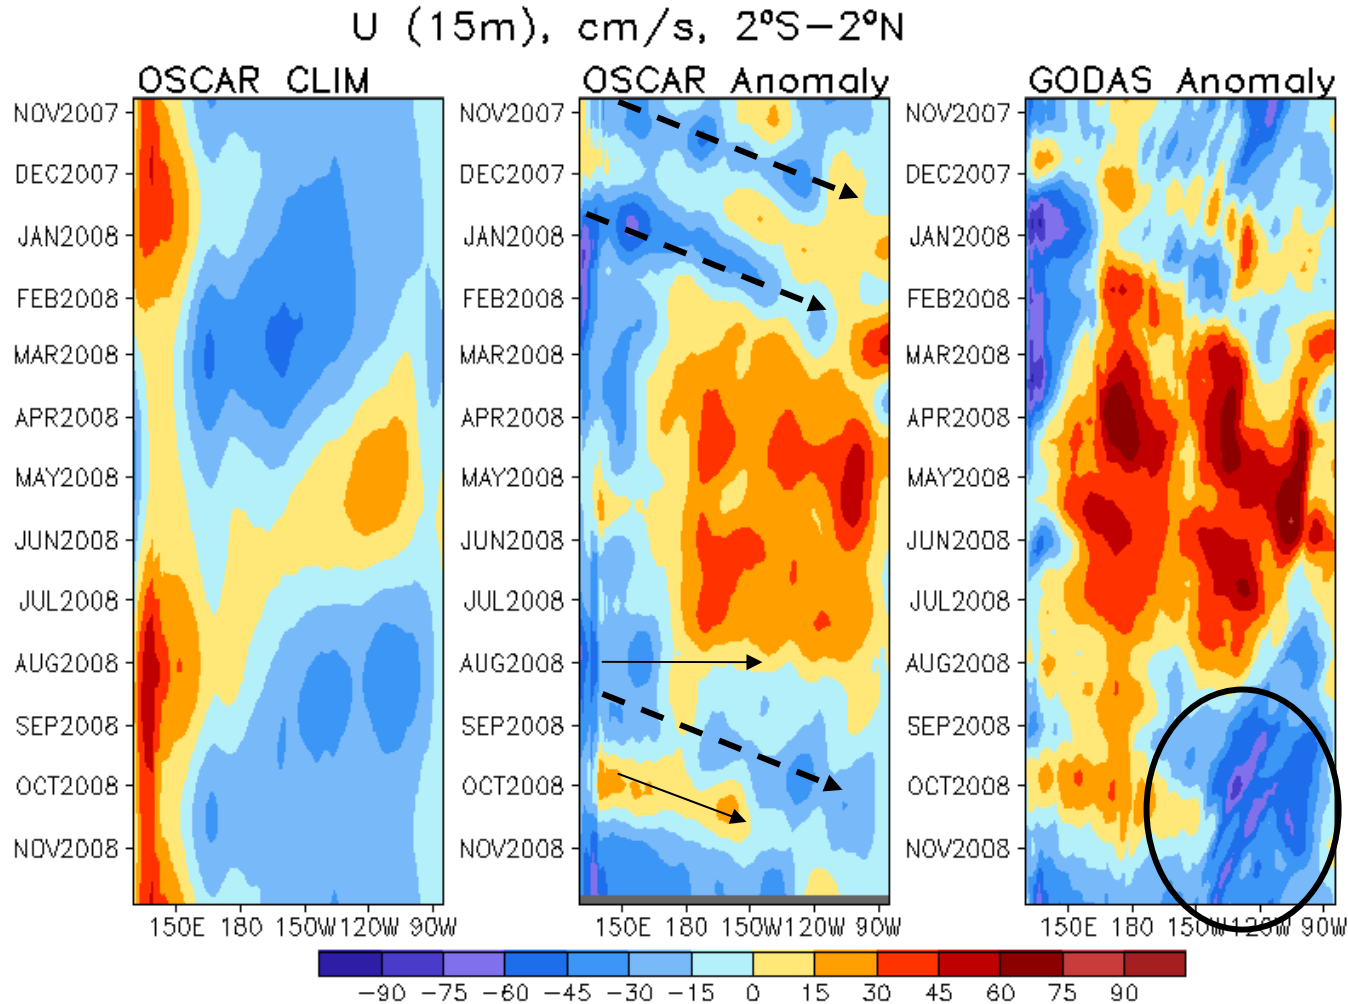 U (15m), cm/s, 2°S−2°N
OSCAR CLIM
OSCAR Anomaly
GODAS Anomaly
NOV2007
DEC2007
JAN2008
FEB2008
MAR2008
APR2008
MAY2008
JUN2008
JUL2008
AUG2008
SEP2008
OCT2008
NOV2008
150E 180 150W 120W 90W
NOV2007
DEC2007
JAN2008
FEB2008
MAR2008
APR2008
MAY2008
JUN2008
JUL2008
AUG2008
SEP2008
OCT2008
NOV2008
150E 180 150W 120W 90W
NOV2007
DEC2007
JAN2008
FEB2008
MAR2008
APR2008
MAY2008
JUN2008
JUL2008
AUG2008
SEP2008
OCT2008
NOV2008
150E 180 150W 120W 90W
−90 −75 −60 −45 −30 −15 0 15 30 45 60 75 90